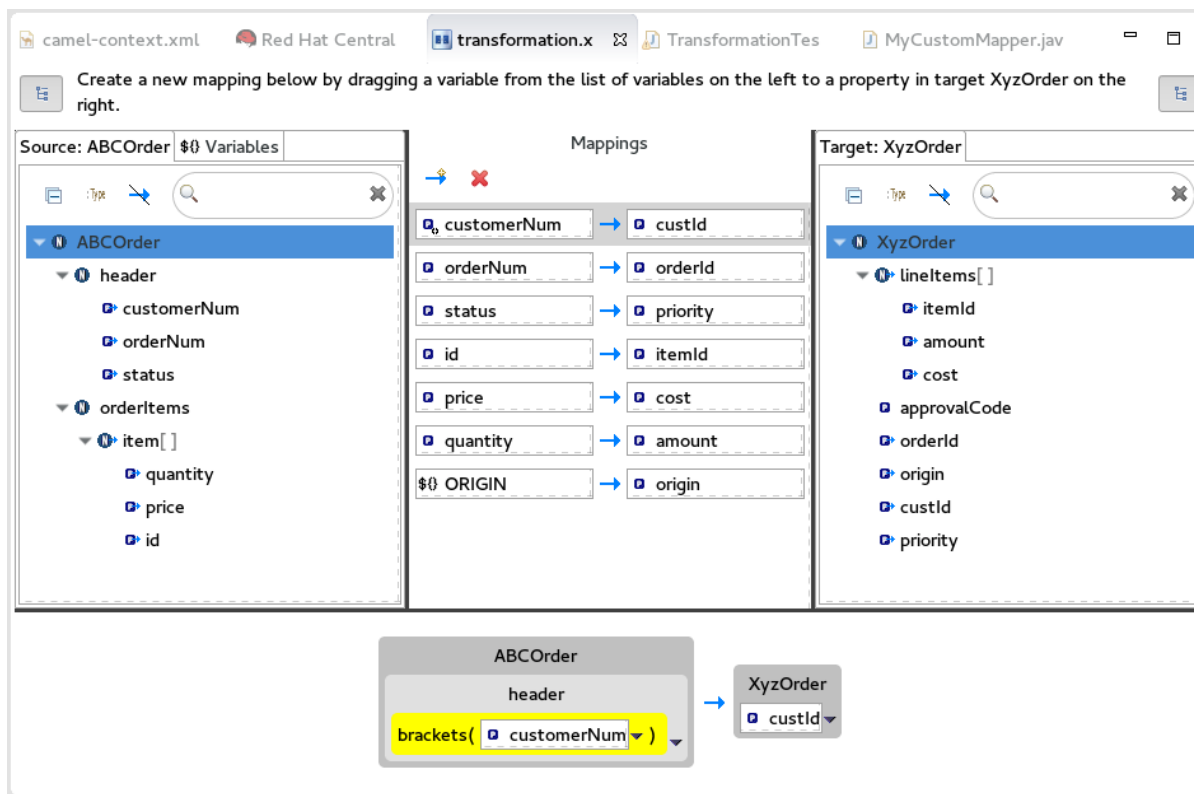 camel-context.xml Red Hat Central transformation.x TransformationTes MyCustomMapper.jav
Create a new mapping below by dragging a variable from the list of variables on the left to a property in target XyzOrder on the
right.
Source: ABCOrder ${} Variables
:Type
ABCOrder
header
customerNum
orderNum
status
orderItems
item[]
quantity
price
id
Mappings
customerNum custId
orderNum orderId
status priority
id itemId
price cost
quantity amount
${} ORIGIN origin
Target: XyzOrder
:Type
XyzOrder
lineItems[]
itemId
amount
cost
approvalCode
orderId
origin
custId
priority
ABCOrder
header
brackets( customerNum )
XyzOrder
custId